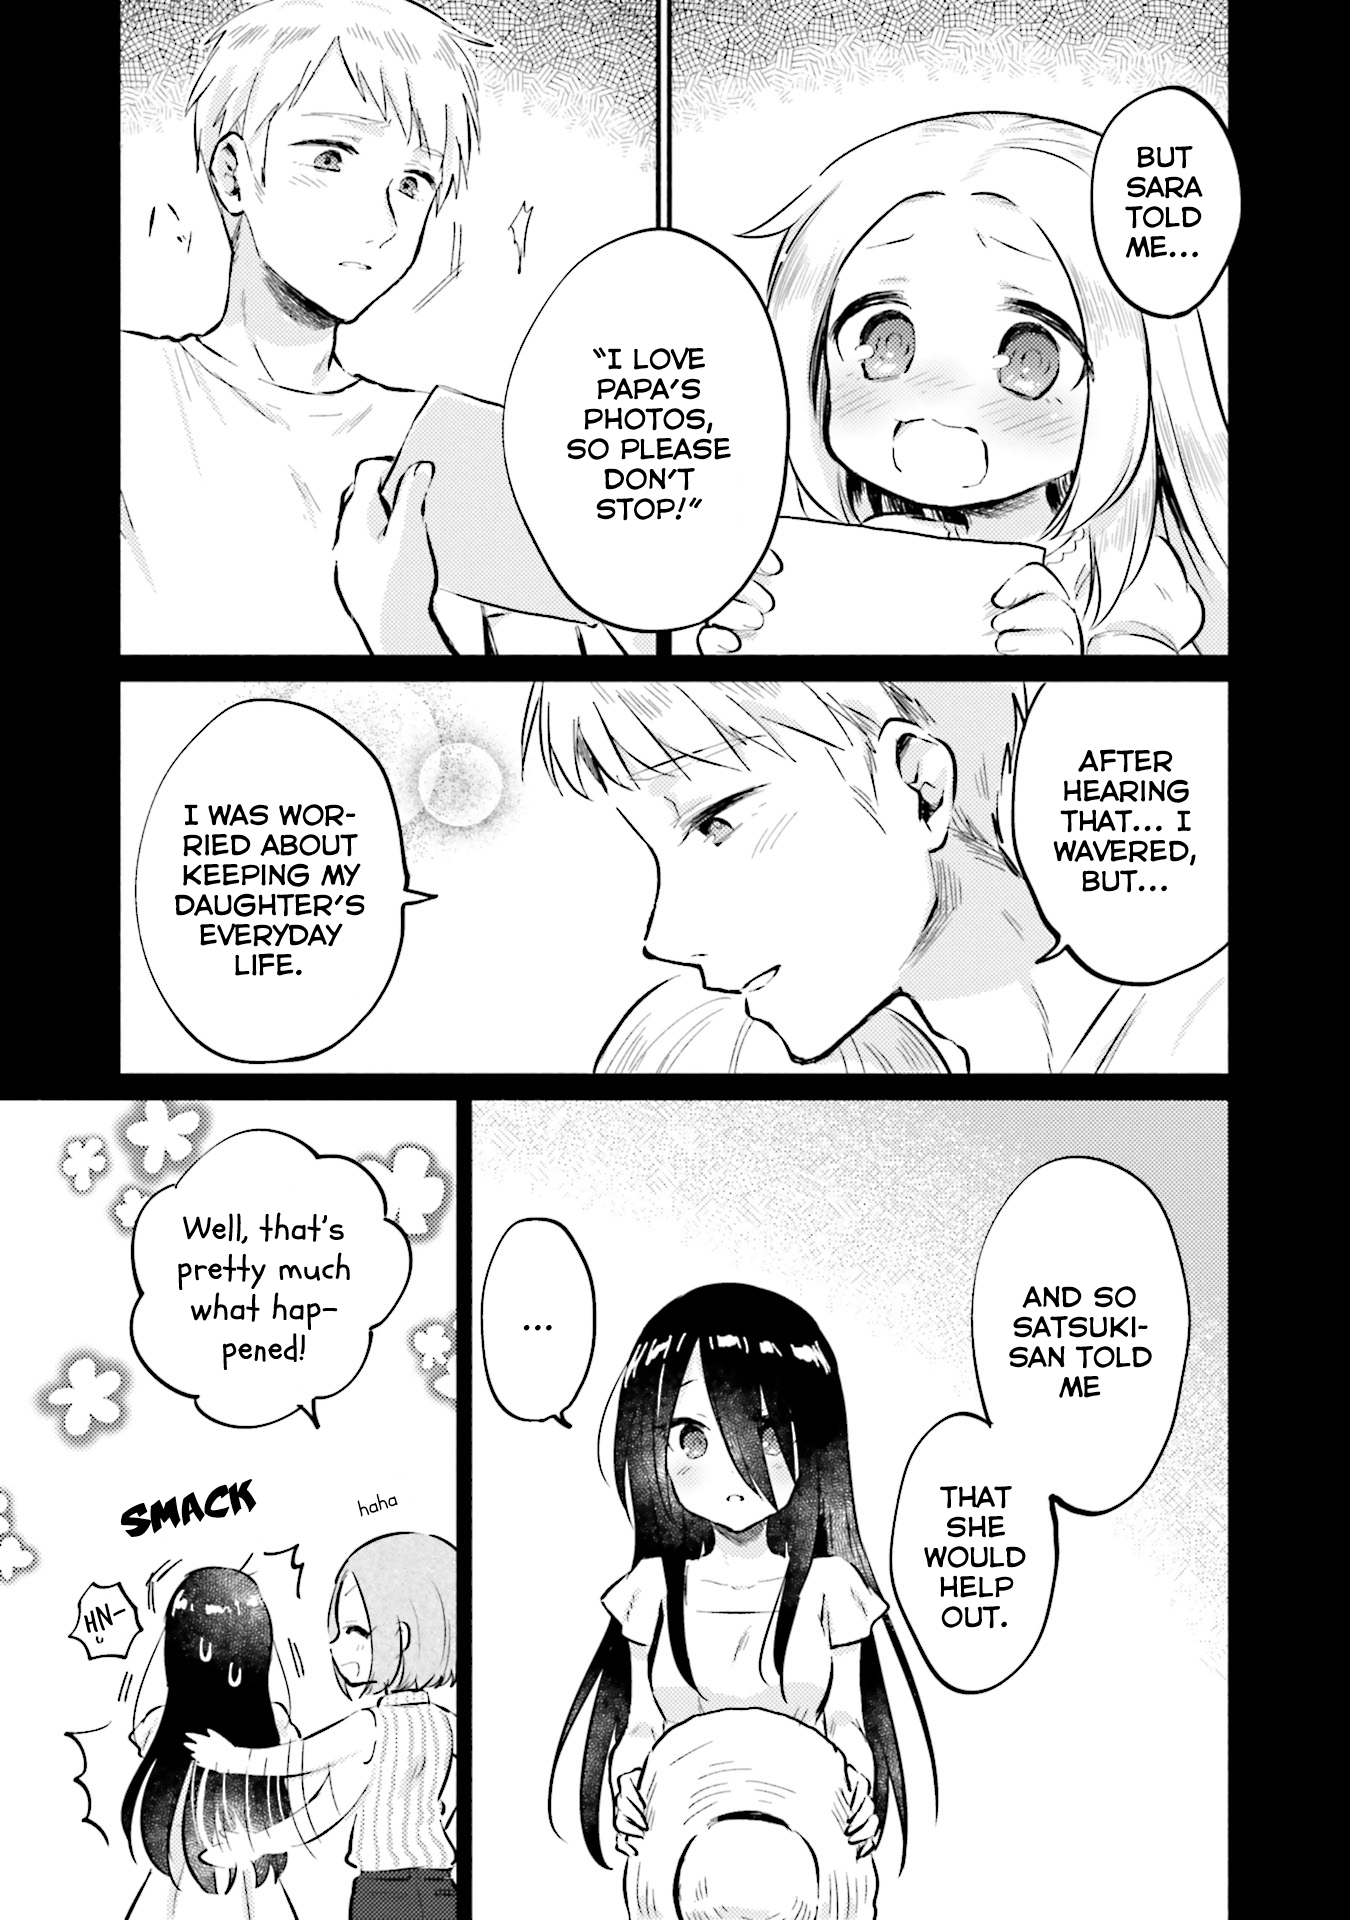 BUT
SARA
TOLD
ME...
"I LOVE
PAPA'S
PHOTOS,
SO PLEASE
DON'T
STOP!"
AFTER
HEARING
THAT... I
WAVERED,
BUT...
I WAS WOR-
RIED ABOUT
KEEPING MY
DAUGHTER'S
EVERYDAY
LIFE.
AND SO
SATSUKI-
SAN TOLD
ME
THAT
SHE
WOULD
HELP
OUT.
...
Well, that's
pretty much
what hap-
pened!
SMACK
haha
HN-